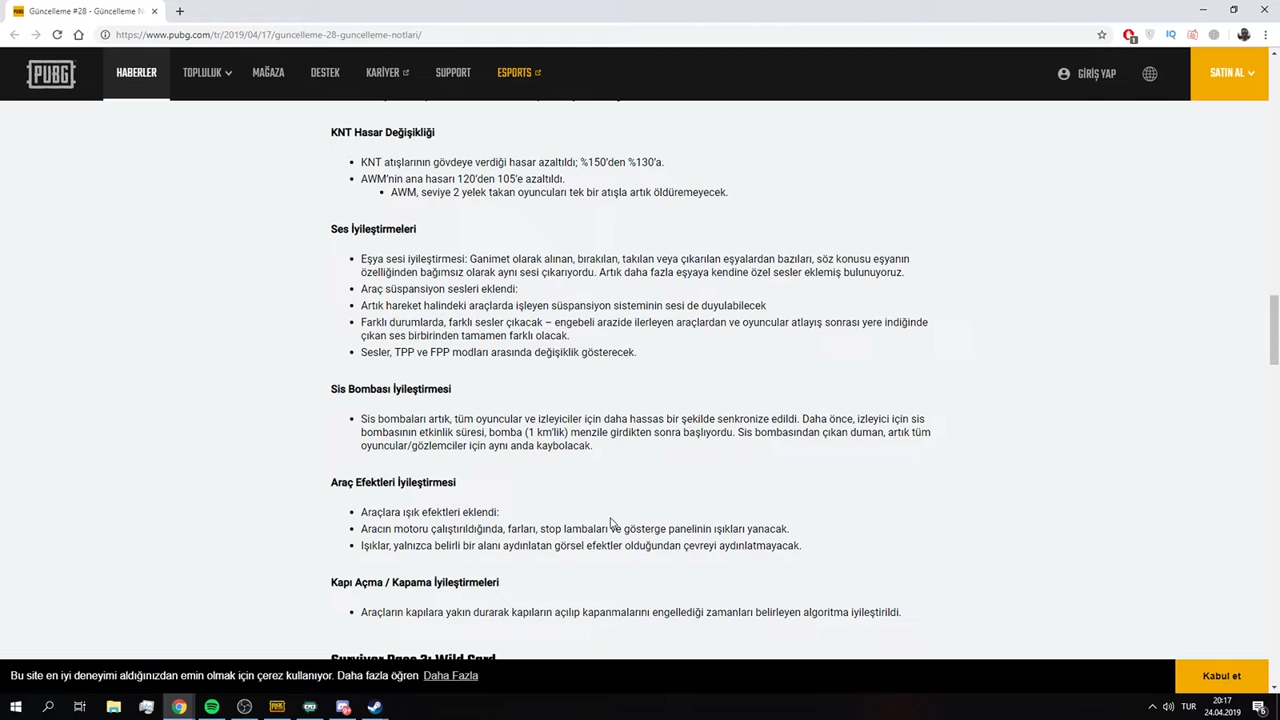 Güncelleme #28 - Güncelleme N
https://www.pubg.com/tr/2019/04/17/guncelleme-28-guncelleme-notlari/
PUBG
HABERLER
TOPLULUK
MAĞAZA
DESTEK
KARİYER
SUPPORT
ESPORTS
GİRİŞ YAP
SATIN AL
KNT Hasar Değişikliği
• KNT atışlarının gövdeye verdiği hasar azaltıldı; %150'den %130'a.
• AWM'nin ana hasarı 120'den 105'e azaltıldı.
• AWM, seviye 2 yelek takan oyuncuları tek bir atışla artık öldüremeyecek.
Ses İyileştirmeleri
• Eşya sesi iyileştirmesi: Ganimet olarak alınan, bırakılan, takılan veya çıkarılan eşyalardan bazıları, söz konusu eşyanın
özelliğinden bağımsız olarak aynı sesi çıkarıyordu. Artık daha fazla eşyaya kendine özel sesler eklemiş bulunuyoruz.
• Araç süspansiyon sesleri eklendi:
• Artık hareket halindeki araçlarda işleyen süspansiyon sisteminin sesi de duyulabilecek
• Farklı durumlarda, farklı sesler çıkacak – engebeli arazide ilerleyen araçlardan ve oyuncular atlayış sonrası yere indiğinde
çıkan ses birbirinden tamamen farklı olacak.
• Sesler, TPP ve FPP modları arasında değişiklik gösterecek.
Sis Bombası İyileştirmesi
• Sis bombaları artık, tüm oyuncular ve izleyiciler için daha hassas bir şekilde senkronize edildi. Daha önce, izleyici için sis
bombasının etkinlik süresi, bomba (1 km'lik) menzile girdikten sonra başlıyordu. Sis bombasından çıkan duman, artık tüm
oyuncular/gözlemciler için aynı anda kaybolacak.
Araç Efektleri İyileştirmesi
• Araçlara ışık efektleri eklendi:
• Aracın motoru çalıştırıldığında, farları, stop lambaları ve gösterge panelinin ışıkları yanacak.
• Işıklar, yalnızca belirli bir alanı aydınlatan görsel efektler olduğundan çevreyi aydınlatmayacak.
Kapı Açma / Kapama İyileştirmeleri
• Araçların kapılara yakın durarak kapıların açılıp kapanmalarını engellediği zamanları belirleyen algoritma iyileştirildi.
Survivor Pass 3: Wild Card
Bu site en iyi deneyimi aldığınızdan emin olmak için çerez kullanıyor. Daha fazla öğren Daha Fazla
Kabul et
TUR
20:17
24.04.2019
6